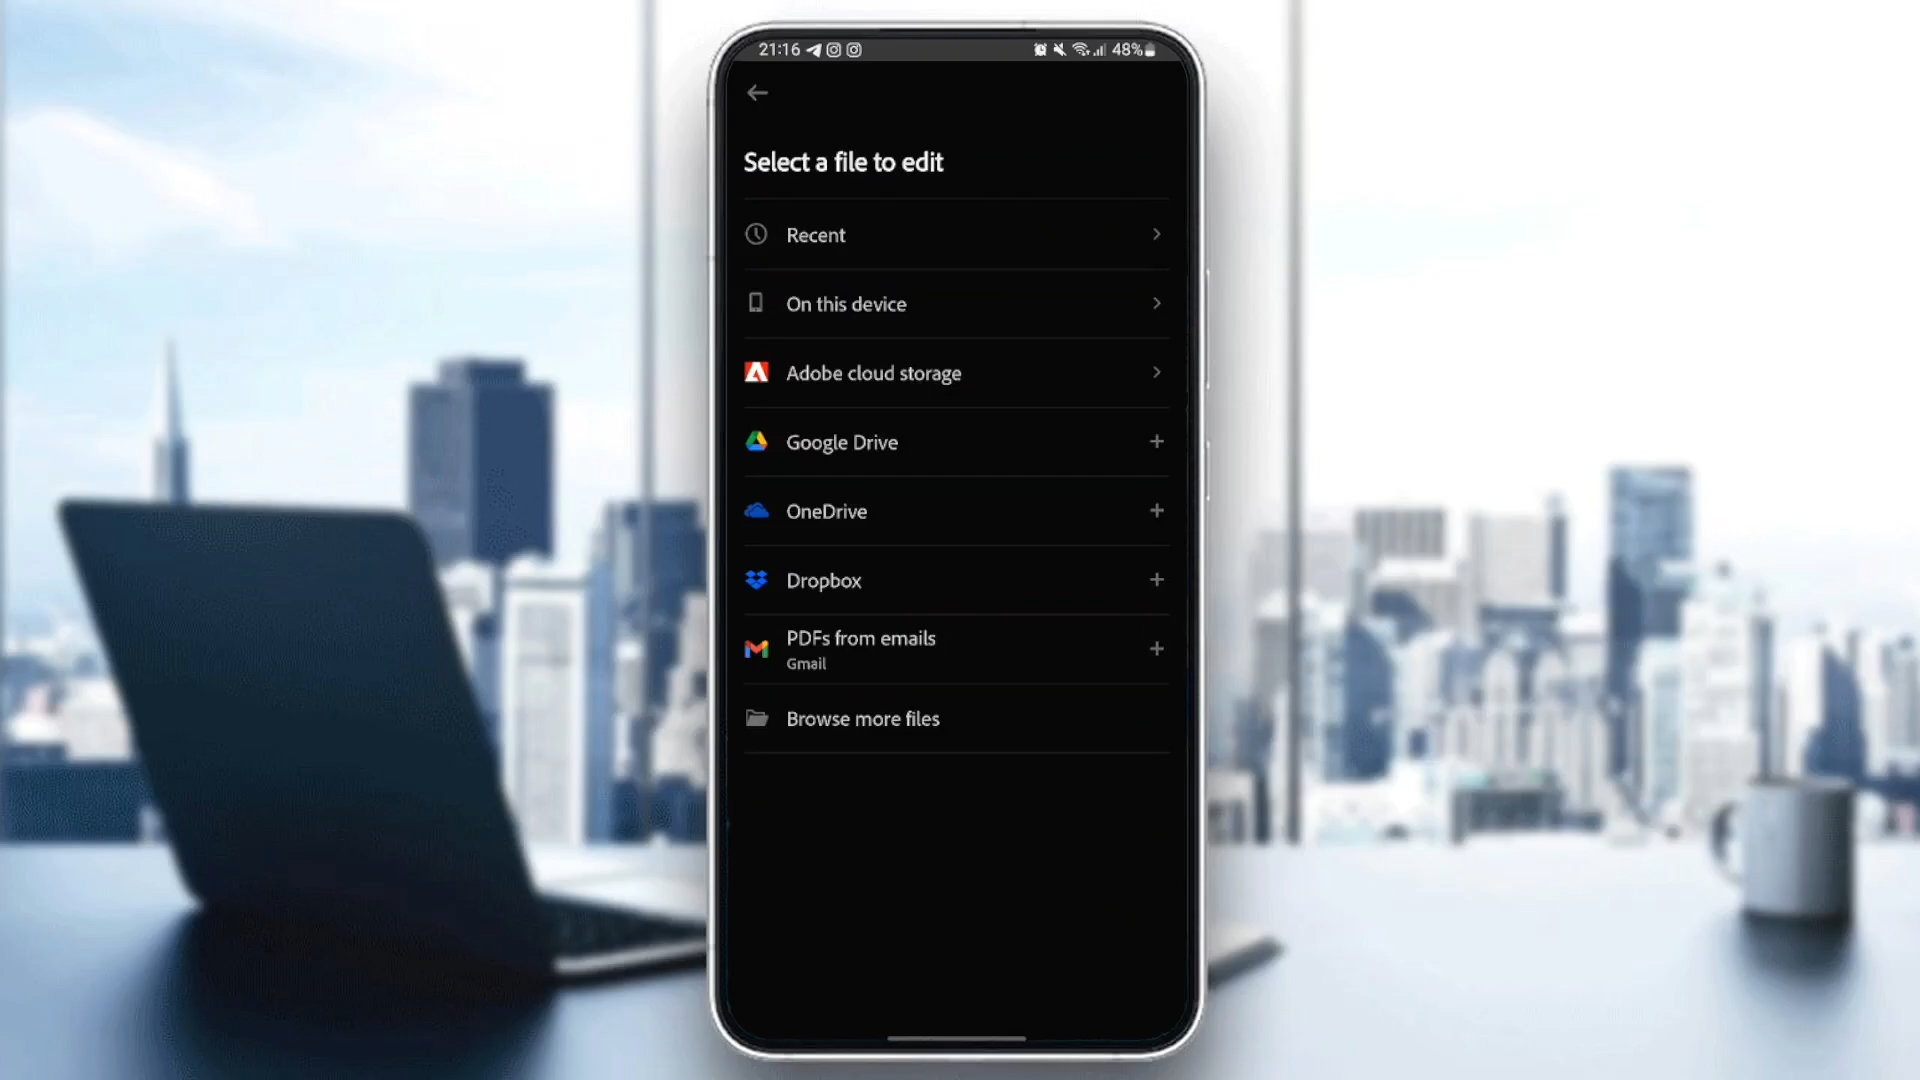 21:16 48%
Select a file to edit
Recent
On this device
Adobe cloud storage
Google Drive
OneDrive
Dropbox
PDFs from emails
Gmail
Browse more files